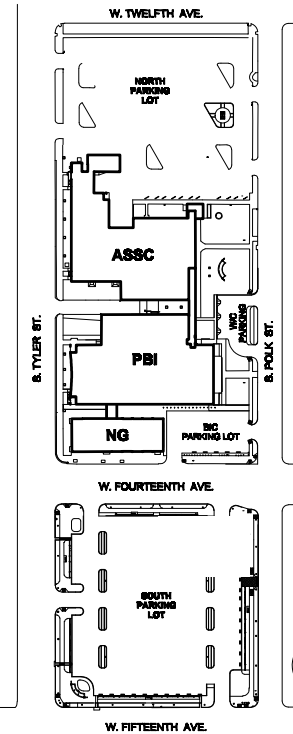 W. TWELFTH AVE.
NORTH
PARKING
LOT
ASSC
S. TYLER ST.
W/C
PARKING
S. POLK ST.
PBI
NG
BIC
PARKING LOT
W. FOURTEENTH AVE.
SOUTH
PARKING
LOT
W. FIFTEENTH AVE.